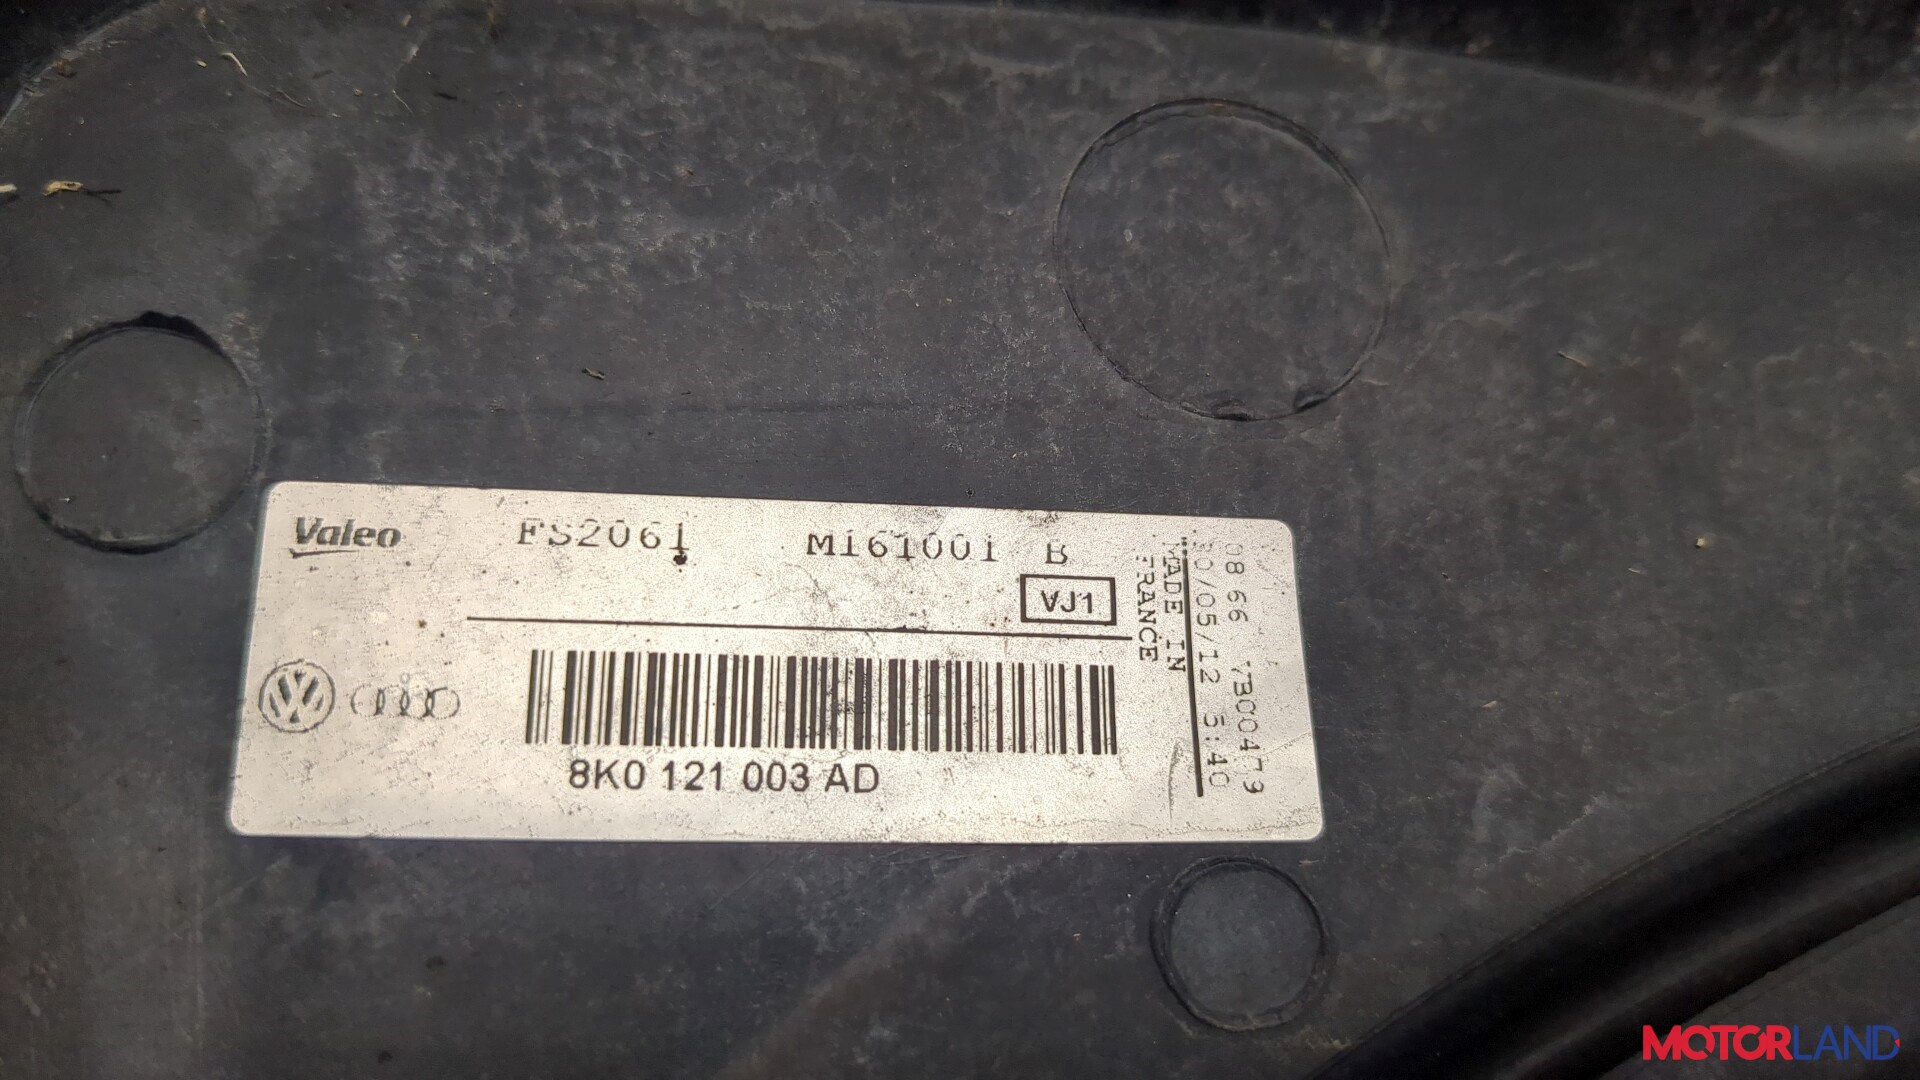 Valeo FS2061 M161001 B
VJ1
8K0 121 003 AD
MADE IN
FRANCE
08 66 7B00479
30/05/12 5:40
MOTORLAND